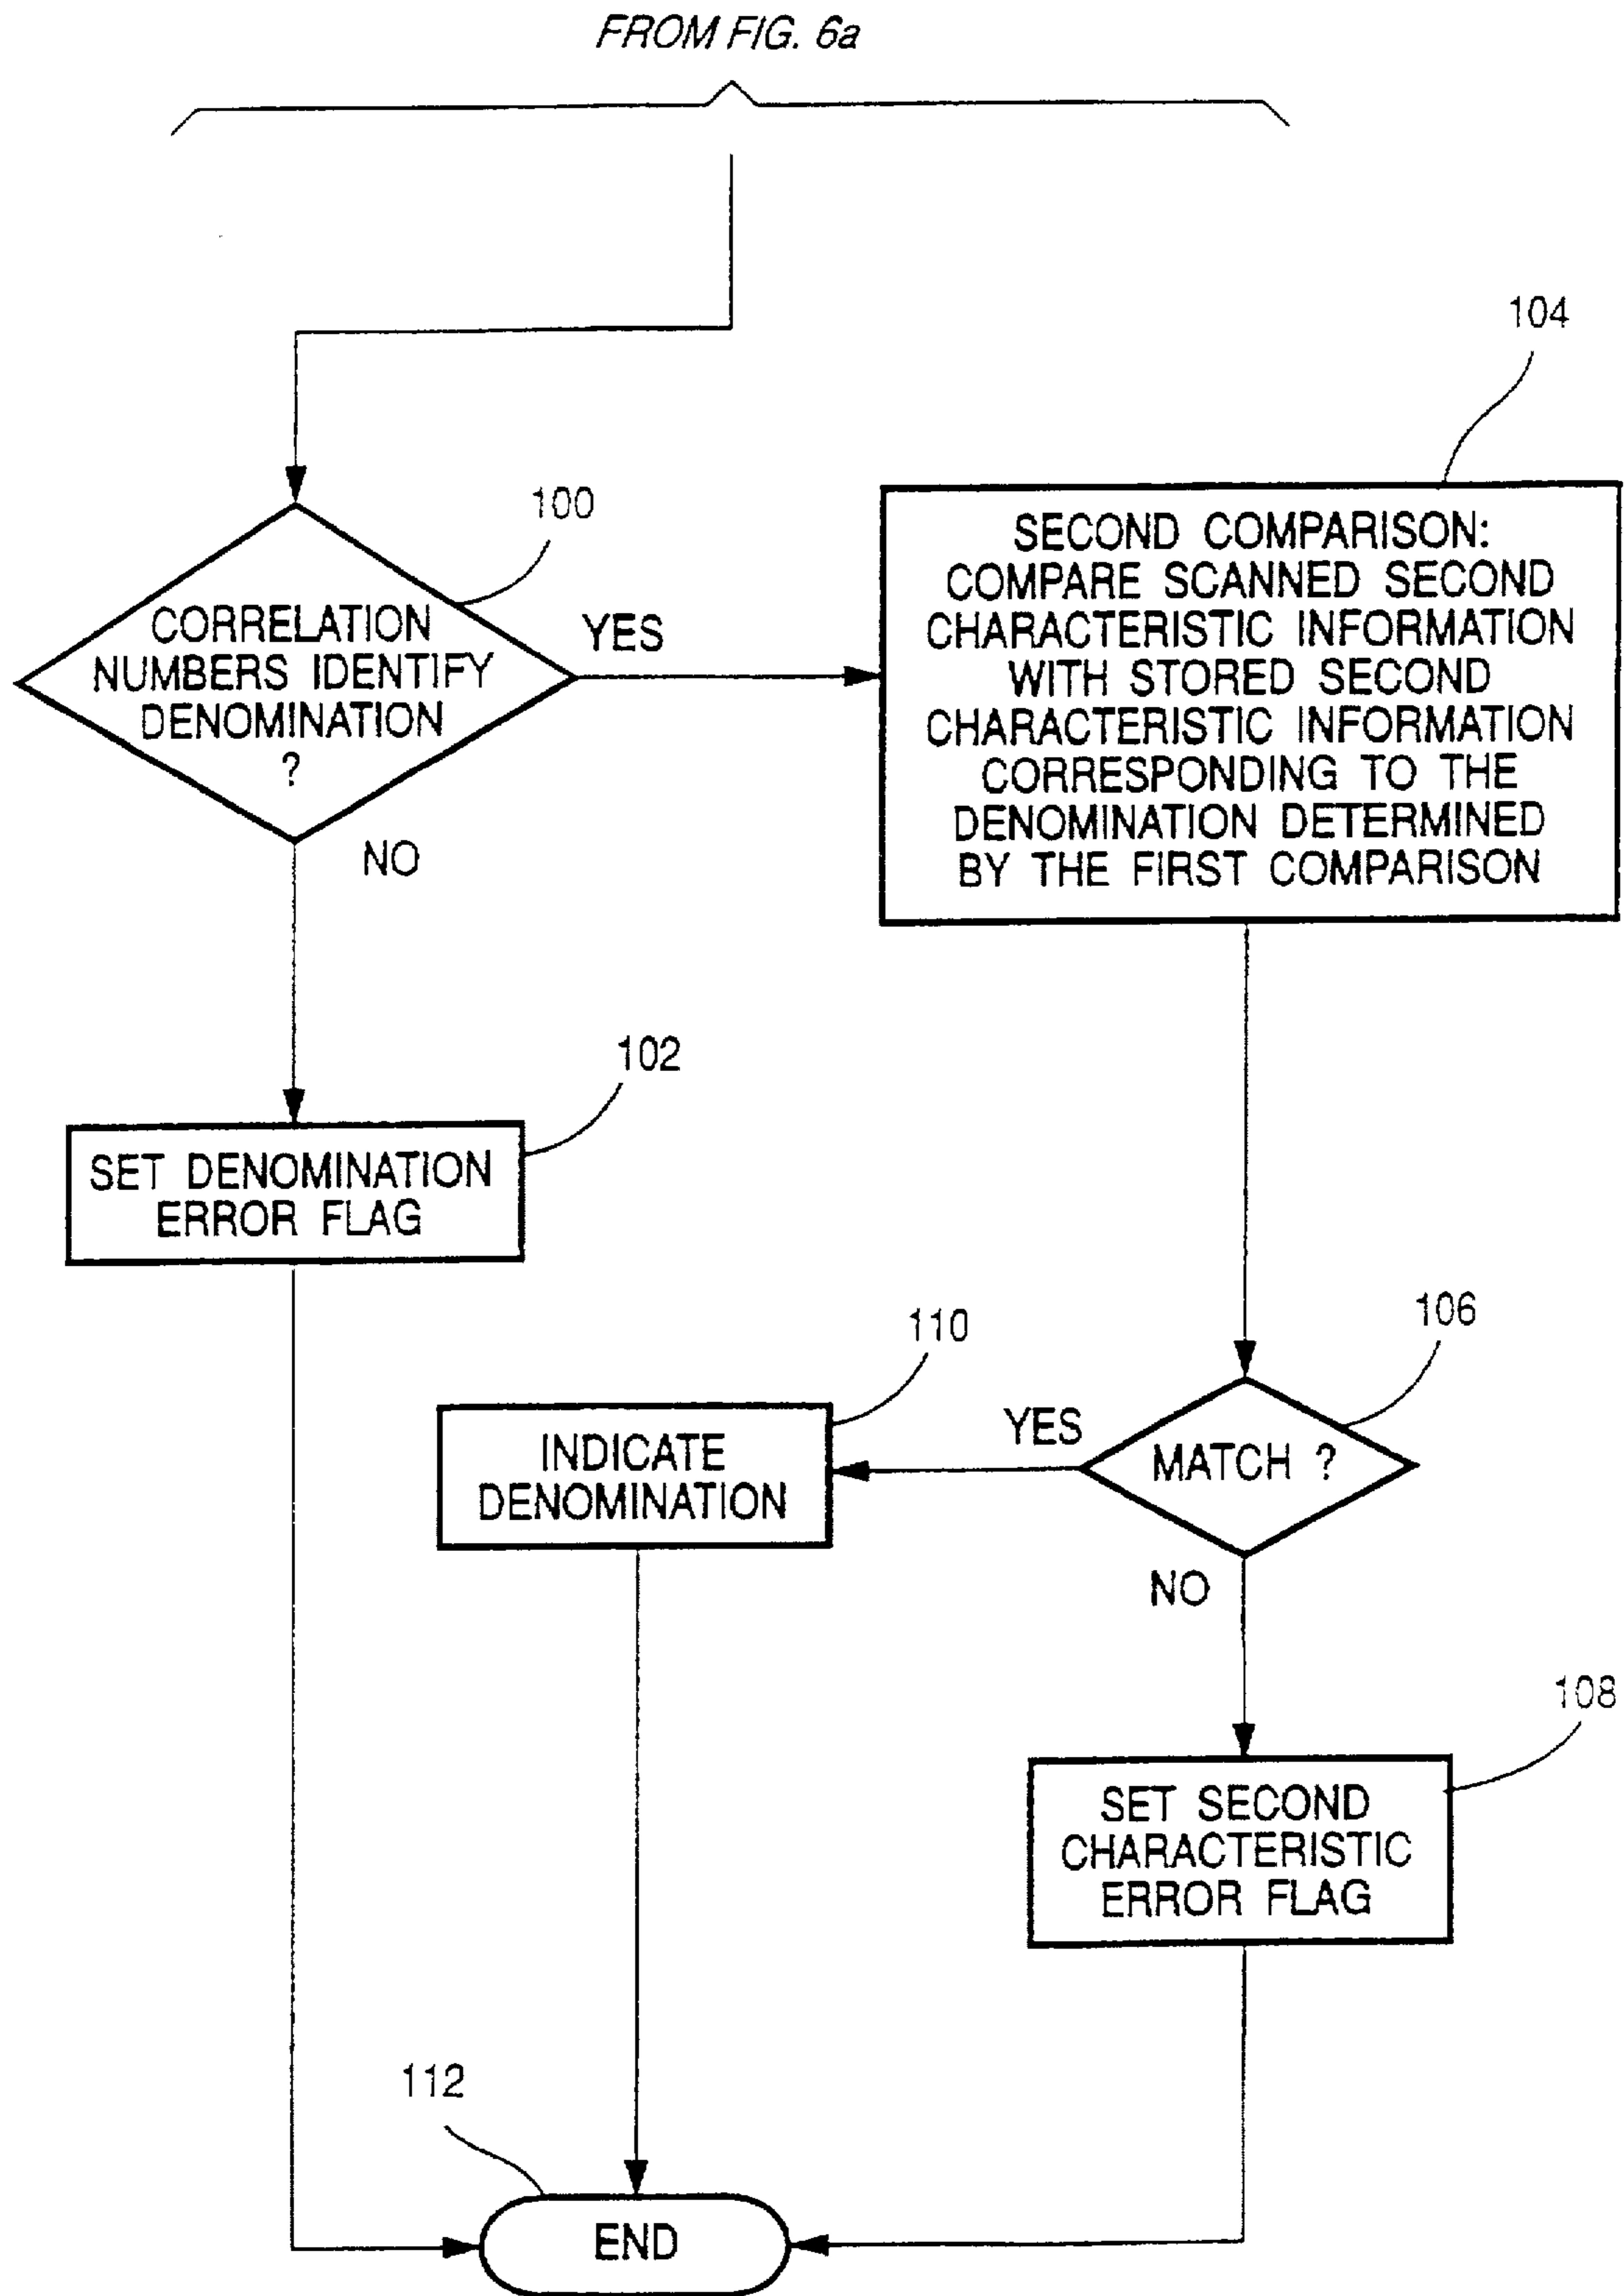 FROM FIG. 6a
104
100
CORRELATION
NUMBERS IDENTIFY
DENOMINATION
?
YES
NO
SECOND COMPARISON:
COMPARE SCANNED SECOND
CHARACTERISTIC INFORMATION
WITH STORED SECOND
CHARACTERISTIC INFORMATION
CORRESPONDING TO THE
DENOMINATION DETERMINED
BY THE FIRST COMPARISON
102
SET DENOMINATION
ERROR FLAG
110
INDICATE
DENOMINATION
YES
106
MATCH ?
NO
108
SET SECOND
CHARACTERISTIC
ERROR FLAG
112
END